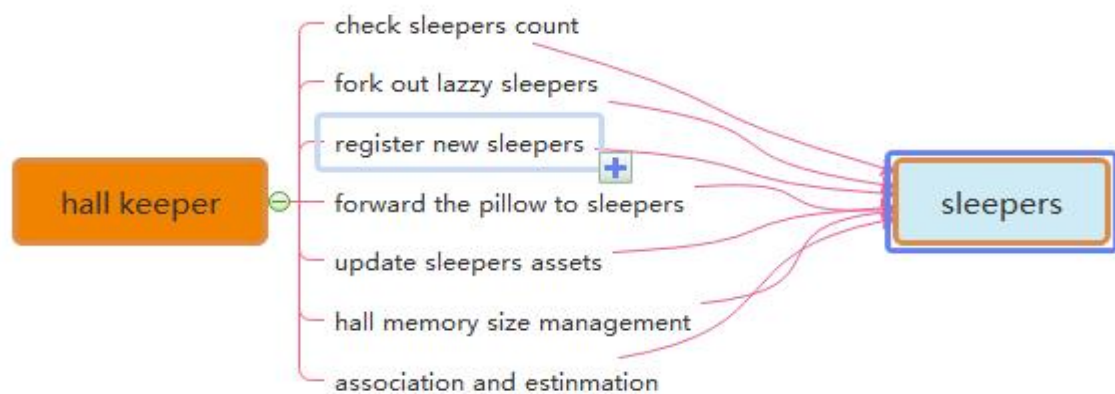 check sleepers count
fork out lazzy sleepers
register new sleepers
hall keeper
forward the pillow to sleepers
sleepers
update sleepers assets
hall memory size management
association and estinmation